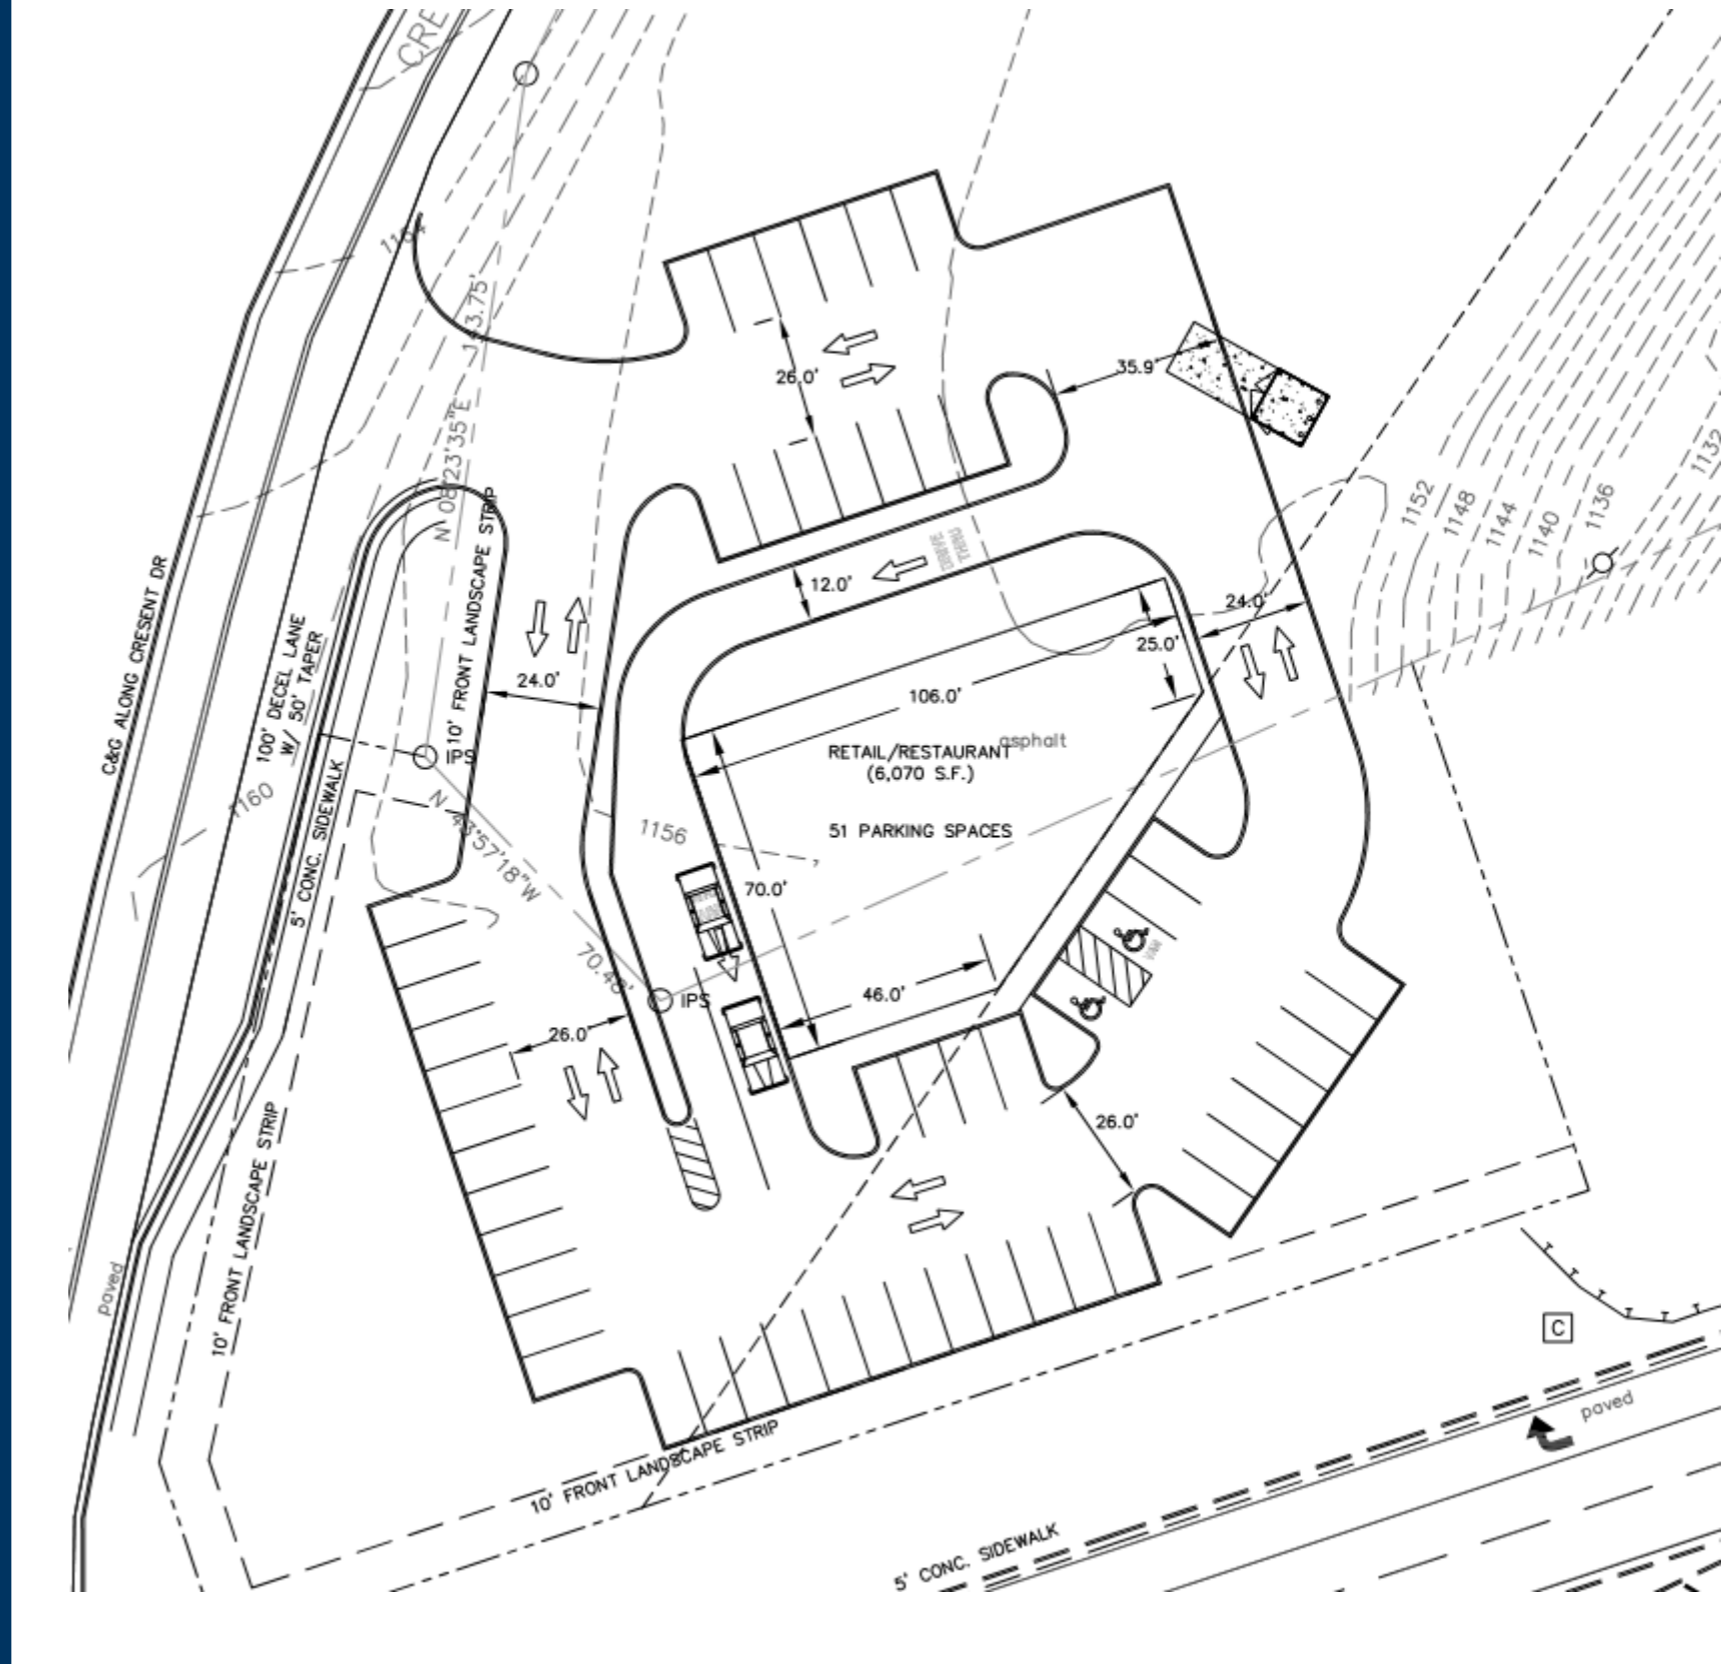 CRE
1164
N 08°23'35"E 143.75'
26.0'
35.9'
1152
1148
1144
1140
1136
1132
10' FRONT LANDSCAPE STRIP
DRIVE
THRU
12.0'
24.0'
25.0'
C&G ALONG CRESENT DR
100' DECEL LANE
W/ 50' TAPER
24.0'
106.0'
RETAIL/RESTAURANT
(6,070 S.F.)
asphalt
IPS
1160
5' CONC. SIDEWALK
N 43°57'18"W
70.48'
1156
51 PARKING SPACES
70.0'
VAN
46.0'
IPS
26.0'
26.0'
10' FRONT LANDSCAPE STRIP
paved
C
paved
10' FRONT LANDSCAPE STRIP
5' CONC. SIDEWALK